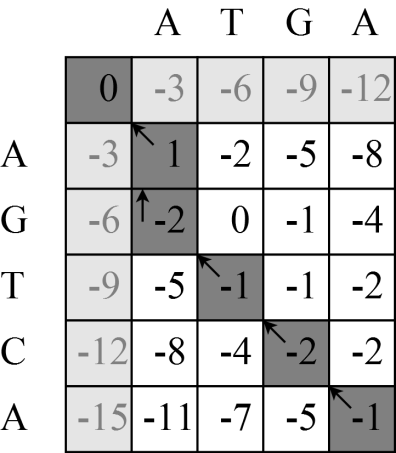 A T G A
0 -3 -6 -9 -12
A -3 1 -2 -5 -8
G -6 -2 0 -1 -4
T -9 -5 -1 -1 -2
C -12 -8 -4 -2 -2
A -15 -11 -7 -5 -1